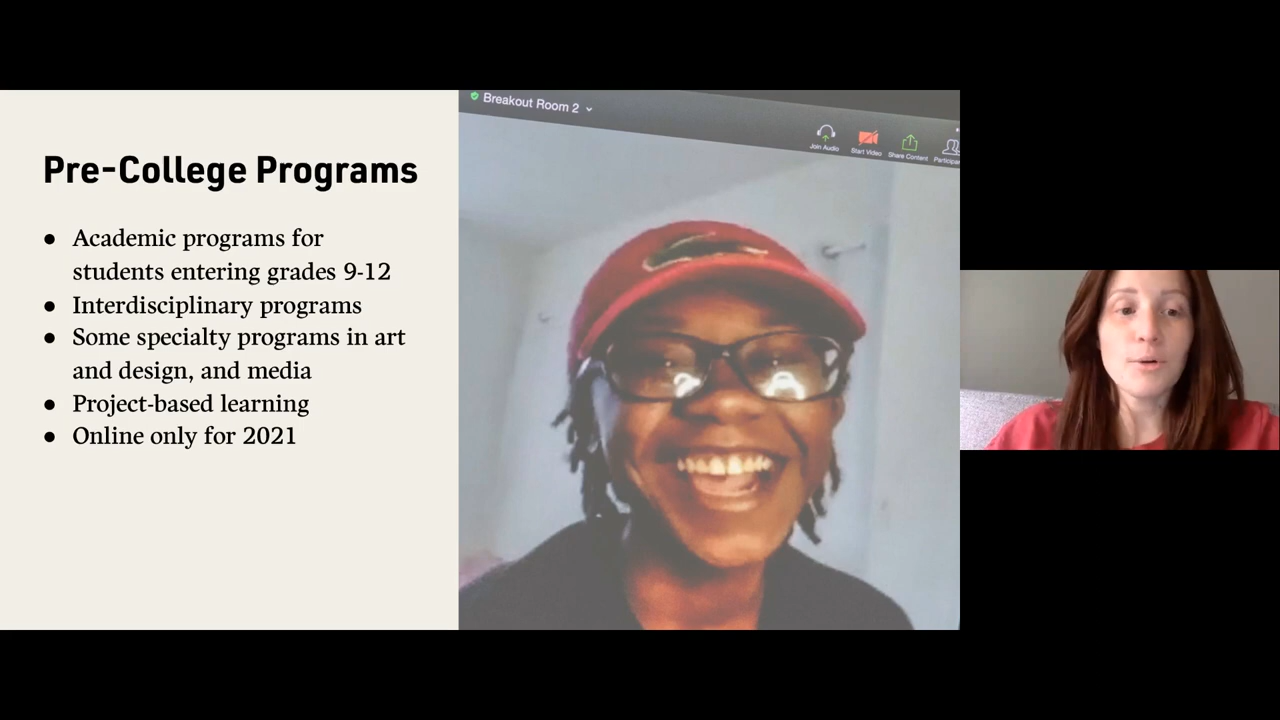 Pre-College Programs
● Academic programs for
students entering grades 9-12
● Interdisciplinary programs
● Some specialty programs in art
and design, and media
● Project-based learning
● Online only for 2021
Breakout Room 2
Join Audio
Start Video
Share Content